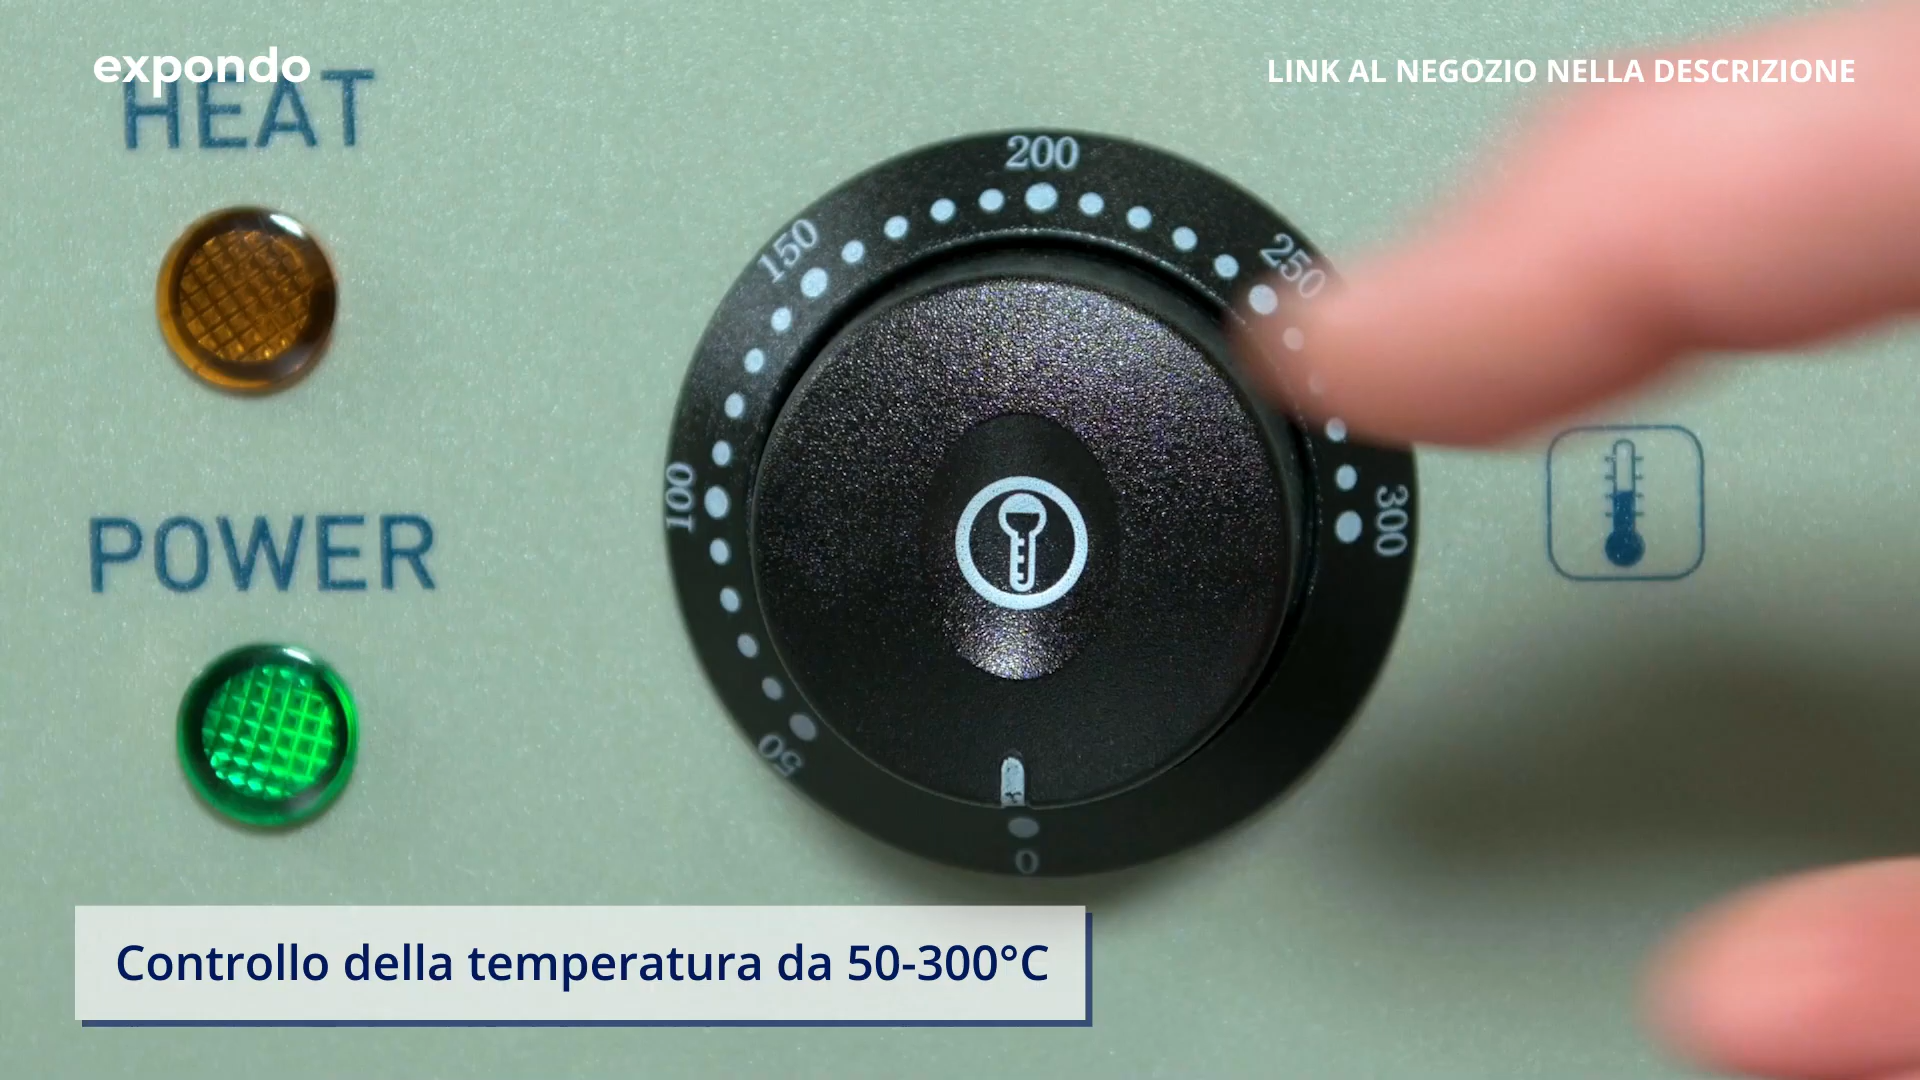 expondo
LINK AL NEGOZIO NELLA DESCRIZIONE
HEAT
200
150
250
100
300
POWER
50
0
Controllo della temperatura da 50-300°C